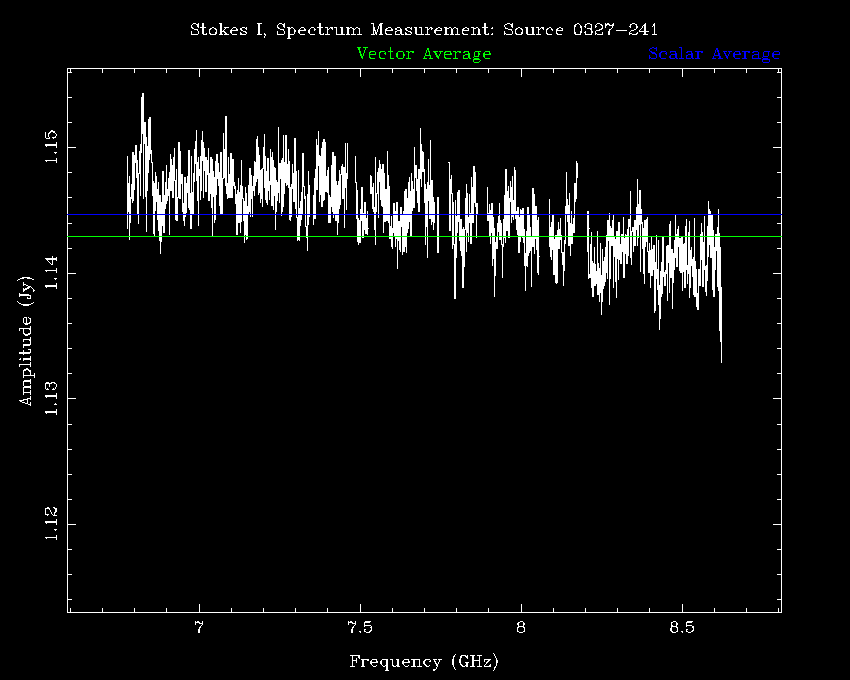 Stokes I, Spectrum Measurement: Source 0327-241
Vector Average Scalar Average
1.15
1.14
1.13
1.12
Amplitude (Jy)
7 7.5 8 8.5
Frequency (GHz)